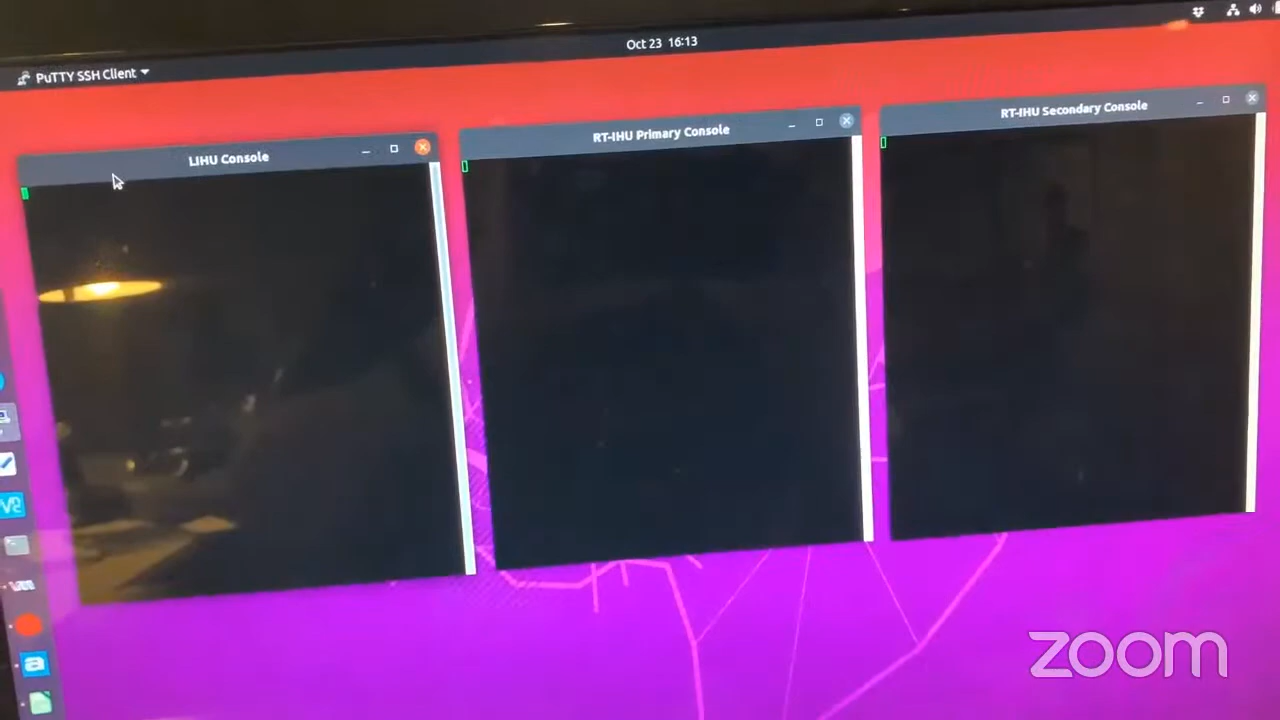 Oct 23 16:13
PuTTY SSH Client
LIHU Console
RT-IHU Primary Console
RT-IHU Secondary Console
a
zoom